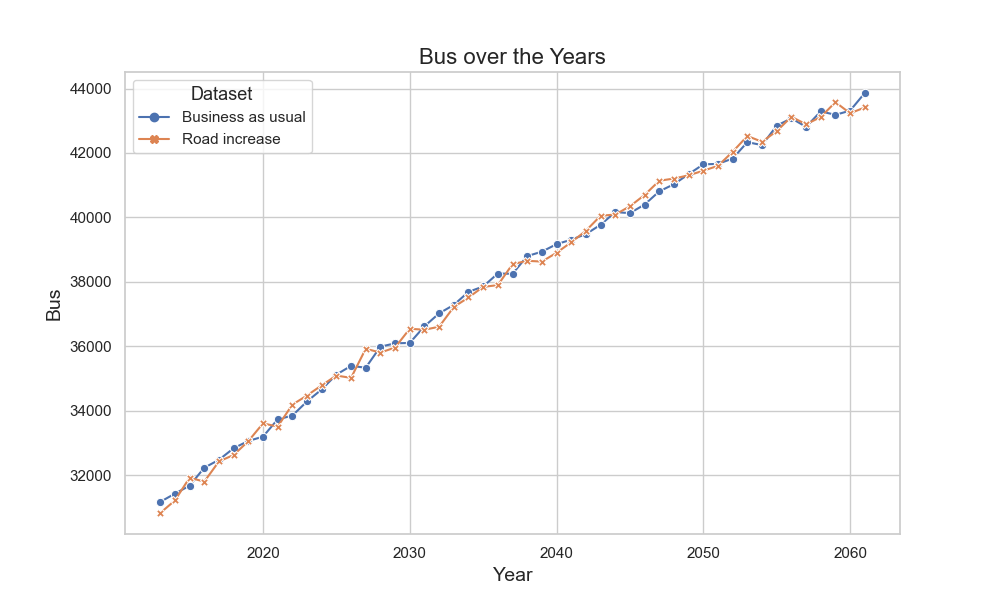 Bus over the Years
Dataset
Business as usual
Road increase
44000
42000
40000
38000
36000
34000
32000
Bus
2020
2030
2040
2050
2060
Year